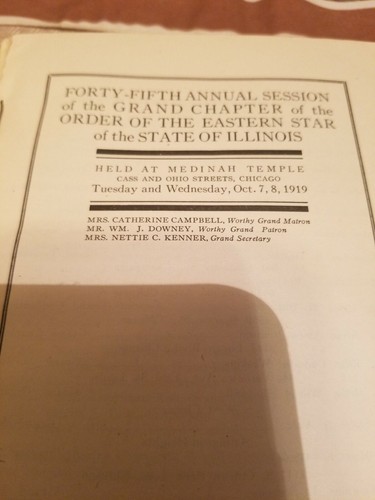 FORTY-FIFTH ANNUAL SESSION
of the GRAND CHAPTER of the
ORDER OF THE EASTERN STAR
of the STATE OF ILLINOIS
HELD AT MEDINAH TEMPLE
CASS AND OHIO STREETS, CHICAGO
Tuesday and Wednesday, Oct. 7, 8, 1919
MRS. CATHERINE CAMPBELL, Worthy Grand Matron
MR. WM. J. DOWNEY, Worthy Grand Patron
MRS. NETTIE C. KENNER, Grand Secretary